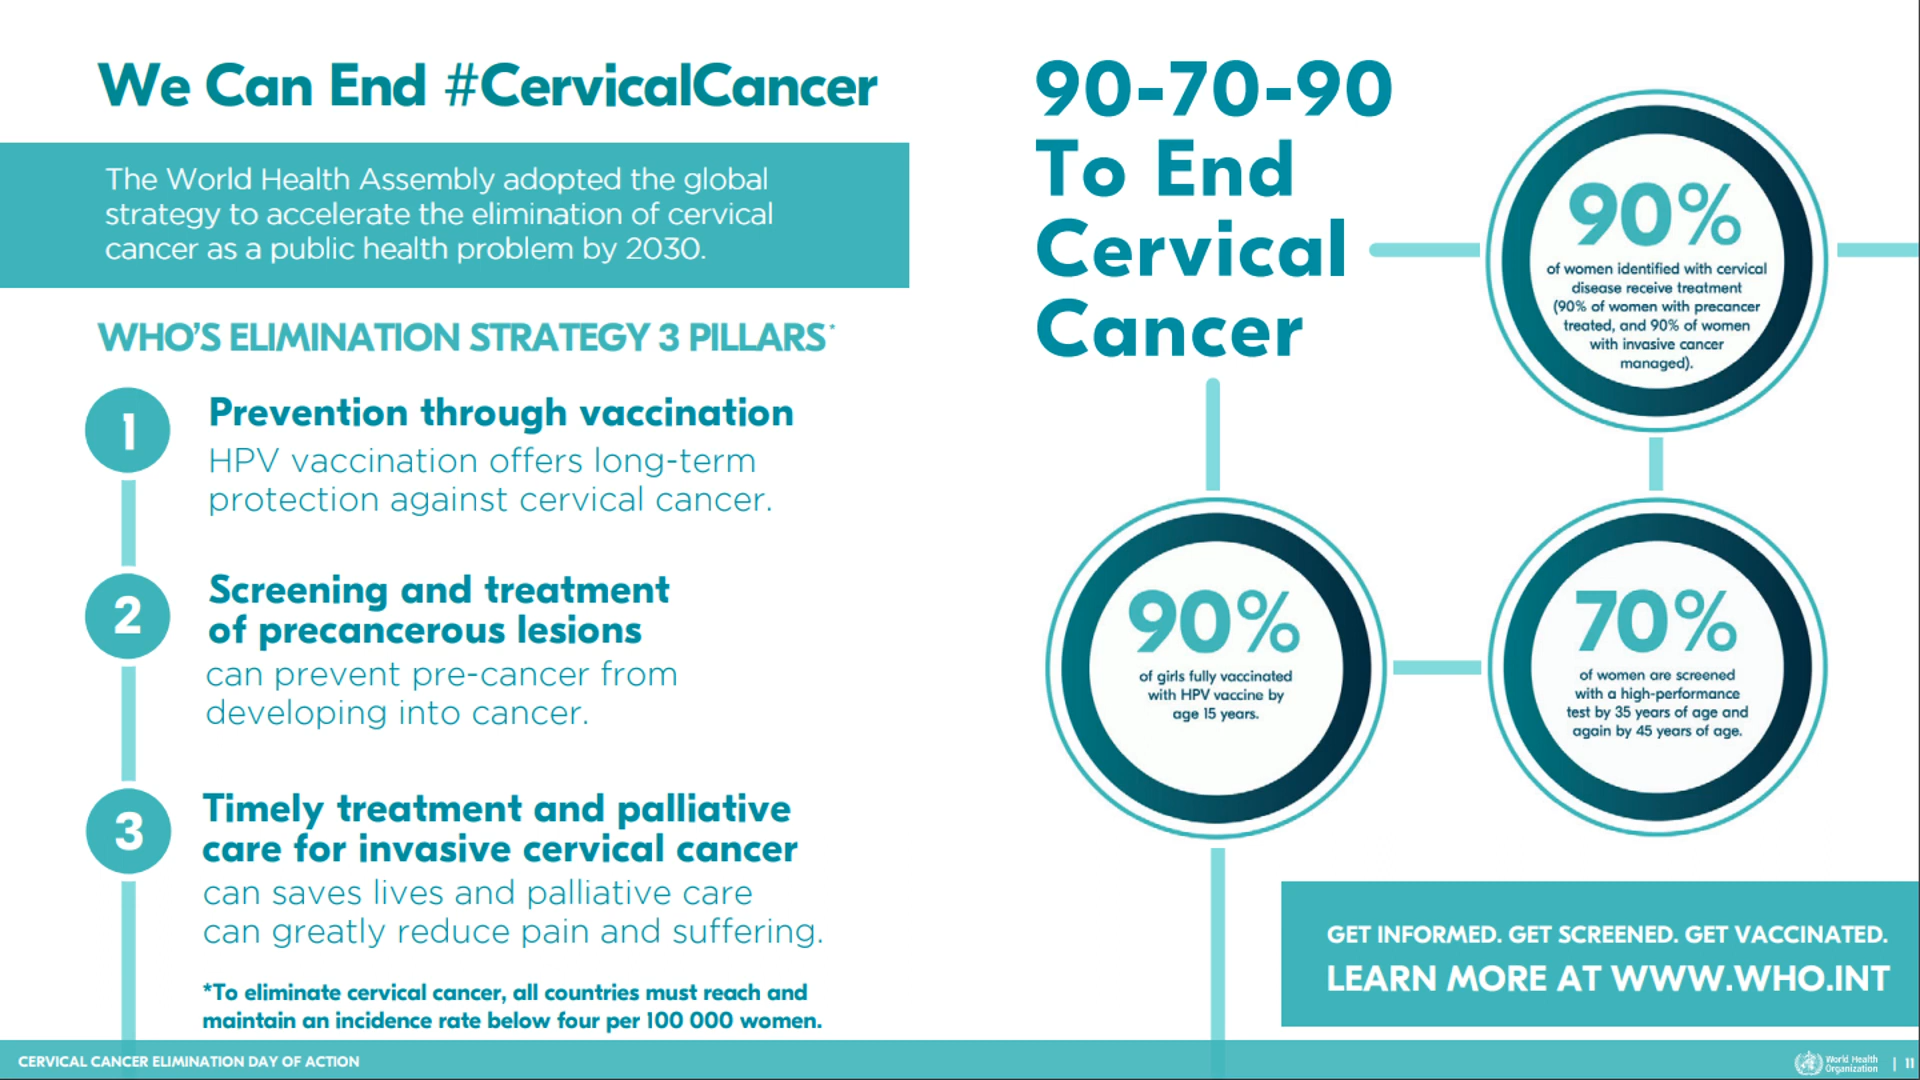 We Can End #CervicalCancer
The World Health Assembly adopted the global
strategy to accelerate the elimination of cervical
cancer as a public health problem by 2030.
WHO'S ELIMINATION STRATEGY 3 PILLARS*
1
Prevention through vaccination
HPV vaccination offers long-term
protection against cervical cancer.
2
Screening and treatment
of precancerous lesions
can prevent pre-cancer from
developing into cancer.
3
Timely treatment and palliative
care for invasive cervical cancer
can saves lives and palliative care
can greatly reduce pain and suffering.
*To eliminate cervical cancer, all countries must reach and
maintain an incidence rate below four per 100 000 women.
90-70-90
To End
Cervical
Cancer
90%
of women identified with cervical
disease receive treatment
(90% of women with precancer
treated, and 90% of women
with invasive cancer
managed).
90%
of girls fully vaccinated
with HPV vaccine by
age 15 years.
70%
of women are screened
with a high-performance
test by 35 years of age and
again by 45 years of age.
GET INFORMED. GET SCREENED. GET VACCINATED.
LEARN MORE AT WWW.WHO.INT
CERVICAL CANCER ELIMINATION DAY OF ACTION
World Health
Organization
| 11